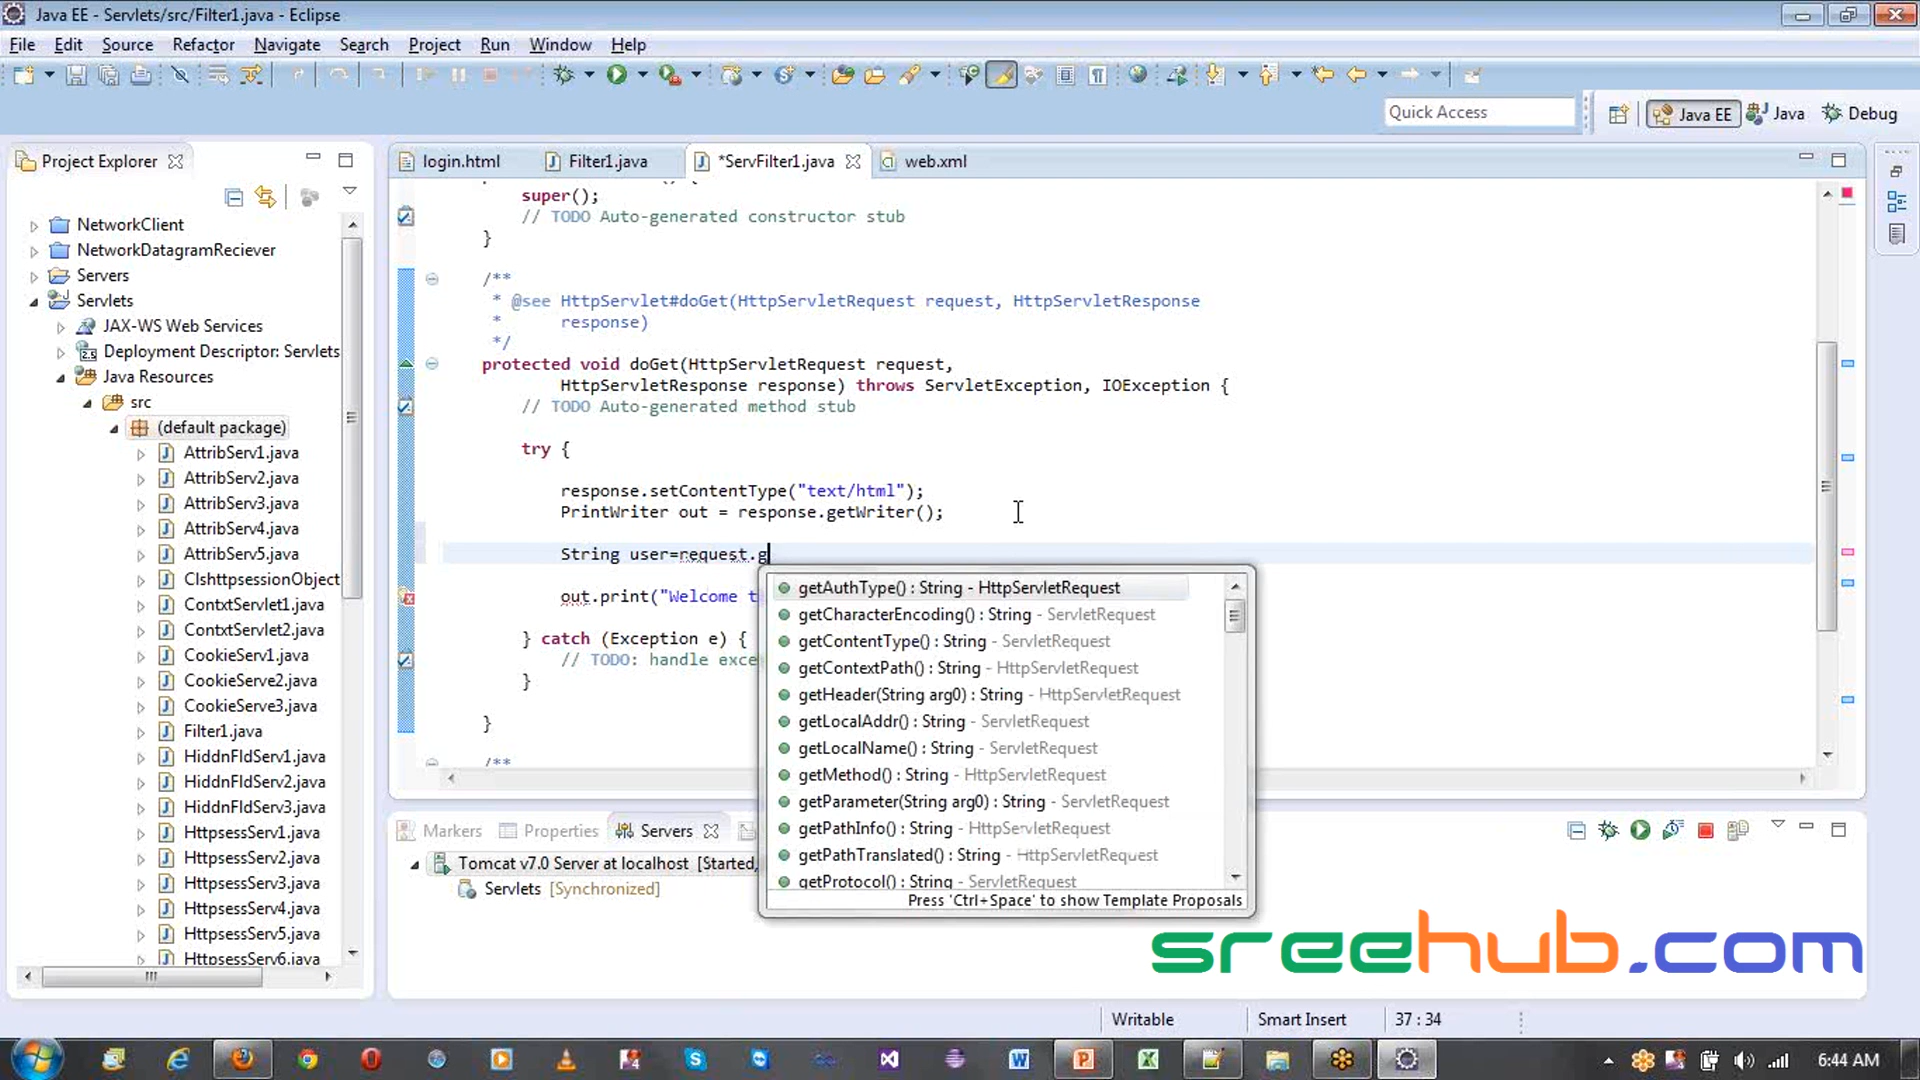 Java EE - Servlets/src/Filter1.java - Eclipse
File Edit Source Refactor Navigate Search Project Run Window Help
Quick Access
Java EE Java Debug
Project Explorer
login.html Filter1.java *ServFilter1.java web.xml
NetworkClient
NetworkDatagramReciever
Servers
Servlets
JAX-WS Web Services
Deployment Descriptor: Servlets
Java Resources
src
(default package)
AttribServ1.java
AttribServ2.java
AttribServ3.java
AttribServ4.java
AttribServ5.java
ClshttpsessionObject
ContxtServlet1.java
ContxtServlet2.java
CookieServ1.java
CookieServe2.java
CookieServe3.java
Filter1.java
HiddnFldServ1.java
HiddnFldServ2.java
HiddnFldServ3.java
HttpsessServ1.java
HttpsessServ2.java
HttpsessServ3.java
HttpsessServ4.java
HttpsessServ5.java
HttpsessServ6.java
super();
// TODO Auto-generated constructor stub
}
/**
* @see HttpServlet#doGet(HttpServletRequest request, HttpServletResponse
* response)
*/
protected void doGet(HttpServletRequest request,
HttpServletResponse response) throws ServletException, IOException {
// TODO Auto-generated method stub
try {
response.setContentType("text/html");
PrintWriter out = response.getWriter();
String user=request.g
out.print("Welcome t
} catch (Exception e) {
// TODO: handle exce
}
}
/**
getAuthType() : String - HttpServletRequest
getCharacterEncoding() : String - ServletRequest
getContentType() : String - ServletRequest
getContextPath() : String - HttpServletRequest
getHeader(String arg0) : String - HttpServletRequest
getLocalAddr() : String - ServletRequest
getLocalName() : String - ServletRequest
getMethod() : String - HttpServletRequest
getParameter(String arg0) : String - ServletRequest
getPathInfo() : String - HttpServletRequest
getPathTranslated() : String - HttpServletRequest
getProtocol() : String - ServletRequest
Press 'Ctrl+Space' to show Template Proposals
Markers Properties Servers
Tomcat v7.0 Server at localhost [Started,
Servlets [Synchronized]
sreehub.com
Writable Smart Insert 37 : 34
6:44 AM